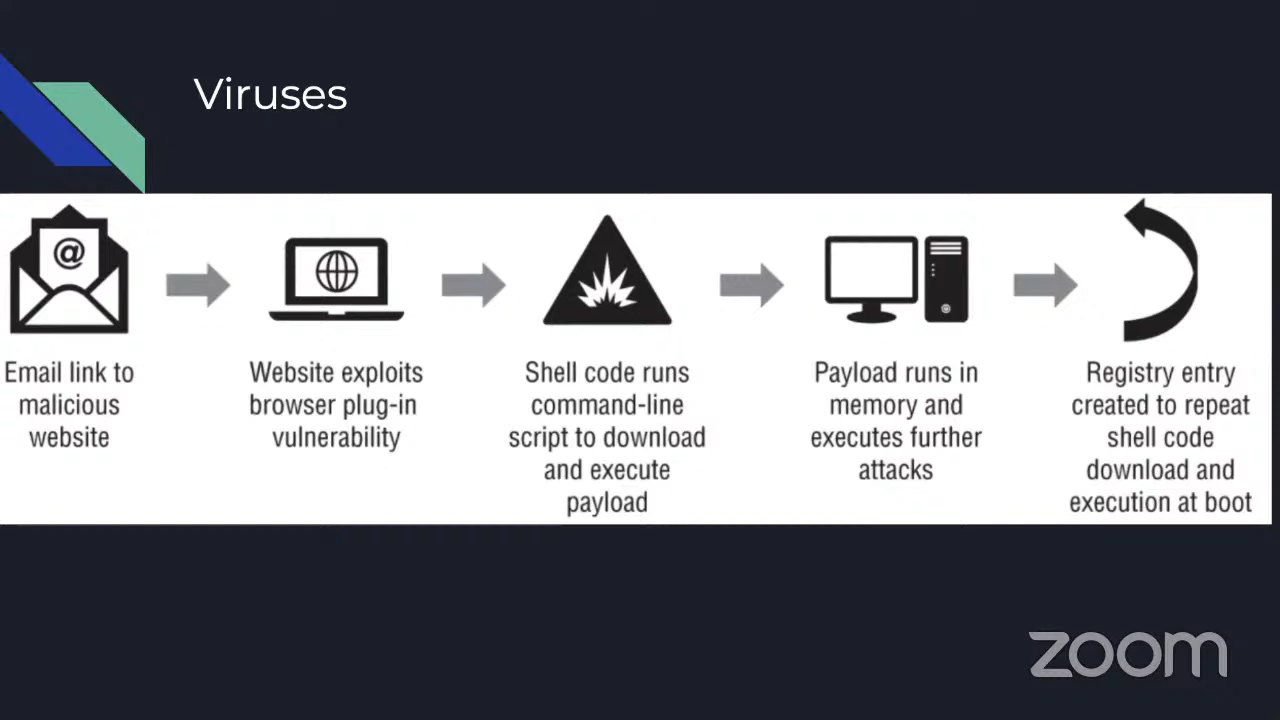 Viruses
@
Email link to
malicious
website
Website exploits
browser plug-in
vulnerability
Shell code runs
command-line
script to download
and execute
payload
Payload runs in
memory and
executes further
attacks
Registry entry
created to repeat
shell code
download and
execution at boot
zoom